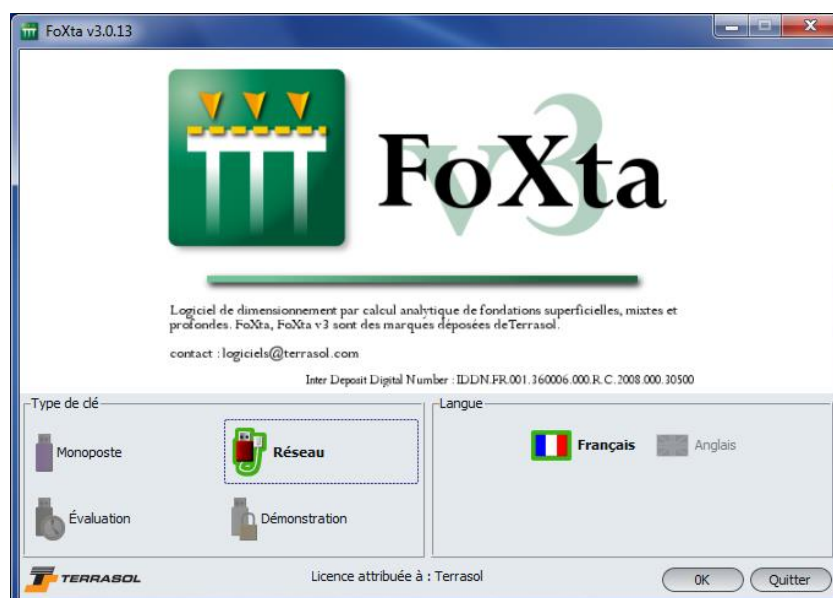 FoXta v3.0.13
FoXta
v3
Logiciel de dimensionnement par calcul analytique de fondations superficielles, mixtes et
profondes. FoXta, FoXta v3 sont des marques déposées de Terrasol.
contact : logiciels@terrasol.com
Inter Deposit Digital Number : IDDN.FR.001.360006.000.R.C.2008.000.30500
Type de clé
Monoposte
Réseau
Évaluation
Démonstration
Langue
Français
Anglais
TERRASOL
Licence attribuée à : Terrasol
OK
Quitter